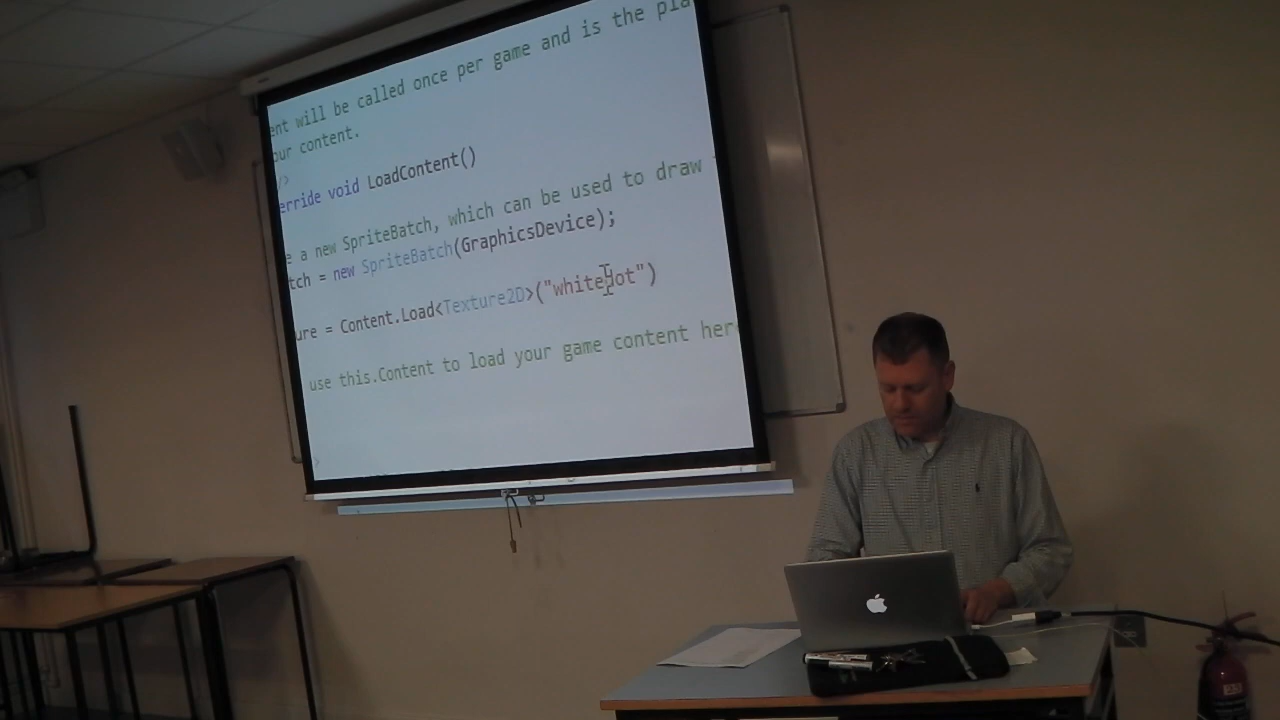 ent will be called once per game and is the pla
our content.
/>
erride void LoadContent()
e a new SpriteBatch, which can be used to draw
tch = new SpriteBatch(GraphicsDevice);
ure = Content.Load<Texture2D>("whitedot")
use this.Content to load your game content here